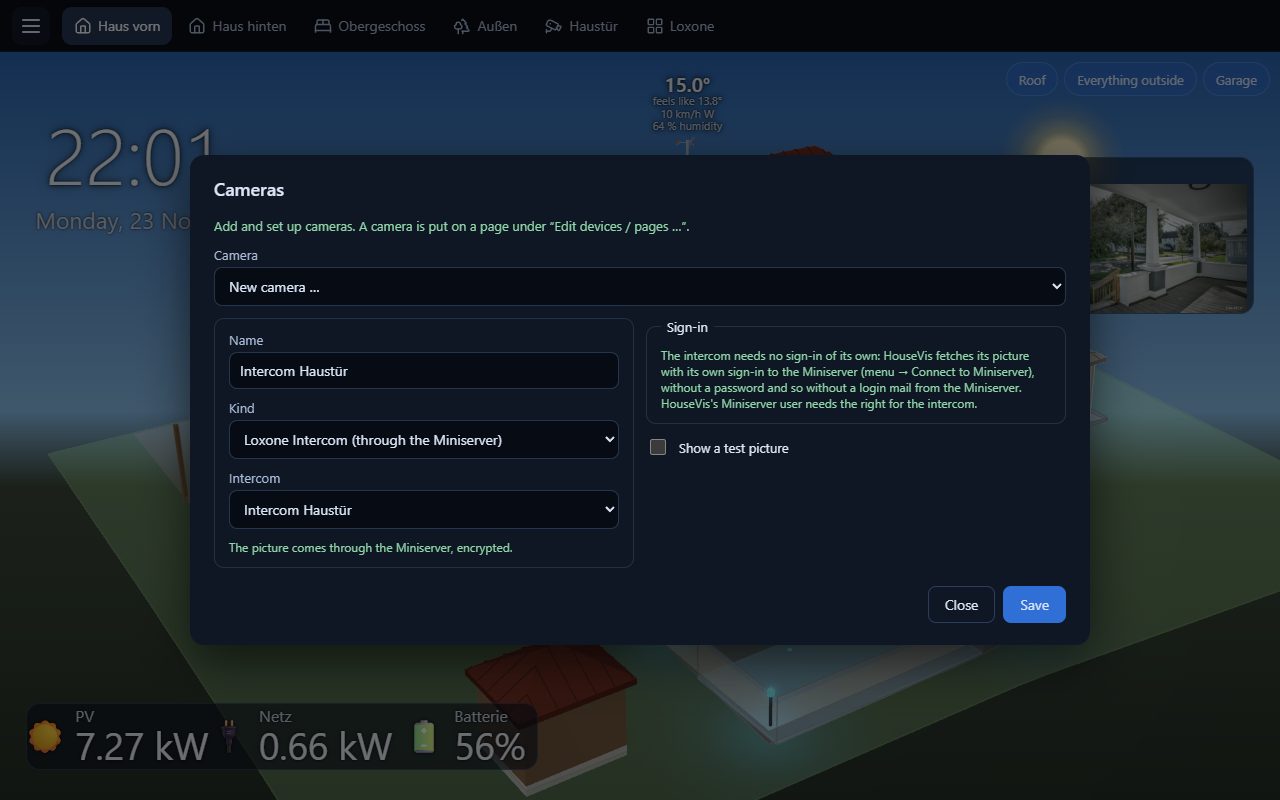 Haus vorn
Haus hinten
Obergeschoss
Außen
Haustür
Loxone
Roof
Everything outside
Garage
15.0°
feels like 13.8°
10 km/h W
64 % humidity
22:01
Monday, 23 No
Cameras
Add and set up cameras. A camera is put on a page under “Edit devices / pages ...”.
Camera
New camera ...
Name
Intercom Haustür
Kind
Loxone Intercom (through the Miniserver)
Intercom
Intercom Haustür
The picture comes through the Miniserver, encrypted.
Sign-in
The intercom needs no sign-in of its own: HouseVis fetches its picture
with its own sign-in to the Miniserver (menu → Connect to Miniserver),
without a password and so without a login mail from the Miniserver.
HouseVis's Miniserver user needs the right for the intercom.
Show a test picture
Close
Save
PV
7.27 kW
Netz
0.66 kW
Batterie
56%